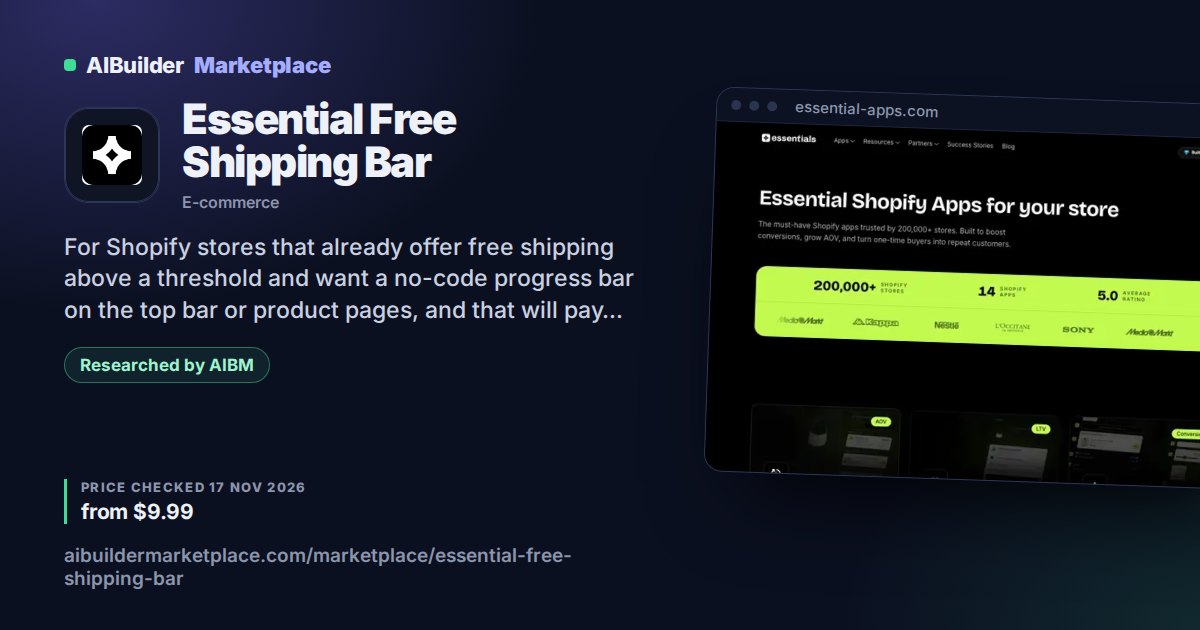 AIBuilder Marketplace
Essential Free
Shipping Bar
E-commerce
For Shopify stores that already offer free shipping
above a threshold and want a no-code progress bar
on the top bar or product pages, and that will pay...
Researched by AIBM
PRICE CHECKED 17 NOV 2026
from $9.99
aibuildermarketplace.com/marketplace/essential-free-
shipping-bar
essential-apps.com
essentials Apps Resources Partners Success Stories Blog
Essential Shopify Apps for your store
The must-have Shopify apps trusted by 200,000+ stores. Built to boost
conversions, grow AOV, and turn one-time buyers into repeat customers.
200,000+ SHOPIFY STORES 14 SHOPIFY APPS 5.0 AVERAGE RATING
MediaMarkt Kappa Nestle L'OCCITANE SONY MediaMarkt
AOV LTV